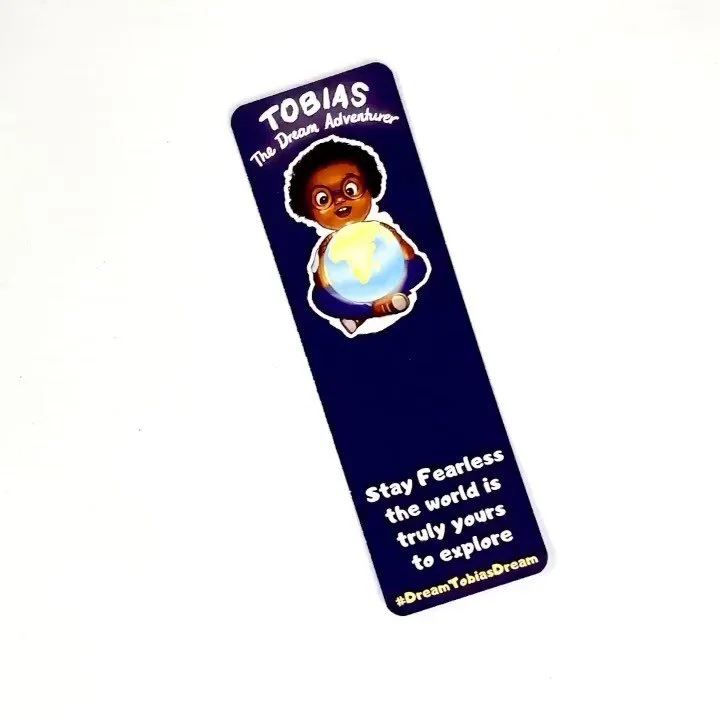 TOBIAS
The Dream Adventurer
Stay Fearless
the world is
truly yours
to explore
#DreamTobiasDream